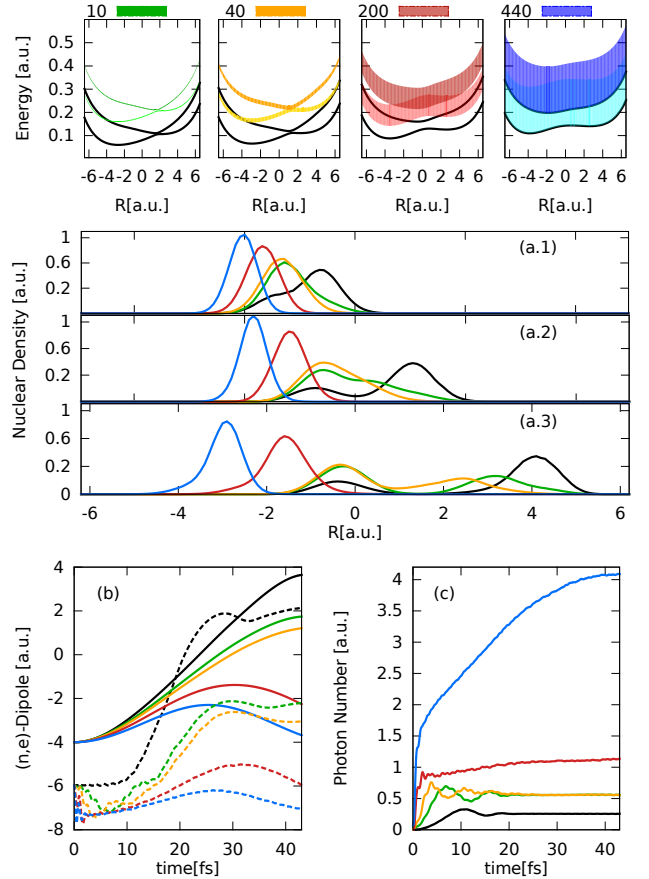 10 40 200 440
Energy [a.u.]
0.5
0.4
0.3
0.2
0.1
-6 -4 -2 0 2 4 6 -6 -4 -2 0 2 4 6 -6 -4 -2 0 2 4 6 -6 -4 -2 0 2 4 6
R[a.u.] R[a.u.] R[a.u.] R[a.u.]
Nuclear Density [a.u.]
1
0.6
0.2
(a.1)
1
0.6
0.2
(a.2)
1
0.6
0.2
0
(a.3)
-6 -4 -2 0 2 4 6
R[a.u.]
(n,e)-Dipole [a.u.]
4
2
0
-2
-4
-6
-8
(b)
0 10 20 30 40
time[fs]
Photon Number [a.u.]
4
3.5
3
2.5
2
1.5
1
0.5
0
(c)
0 10 20 30 40
time[fs]